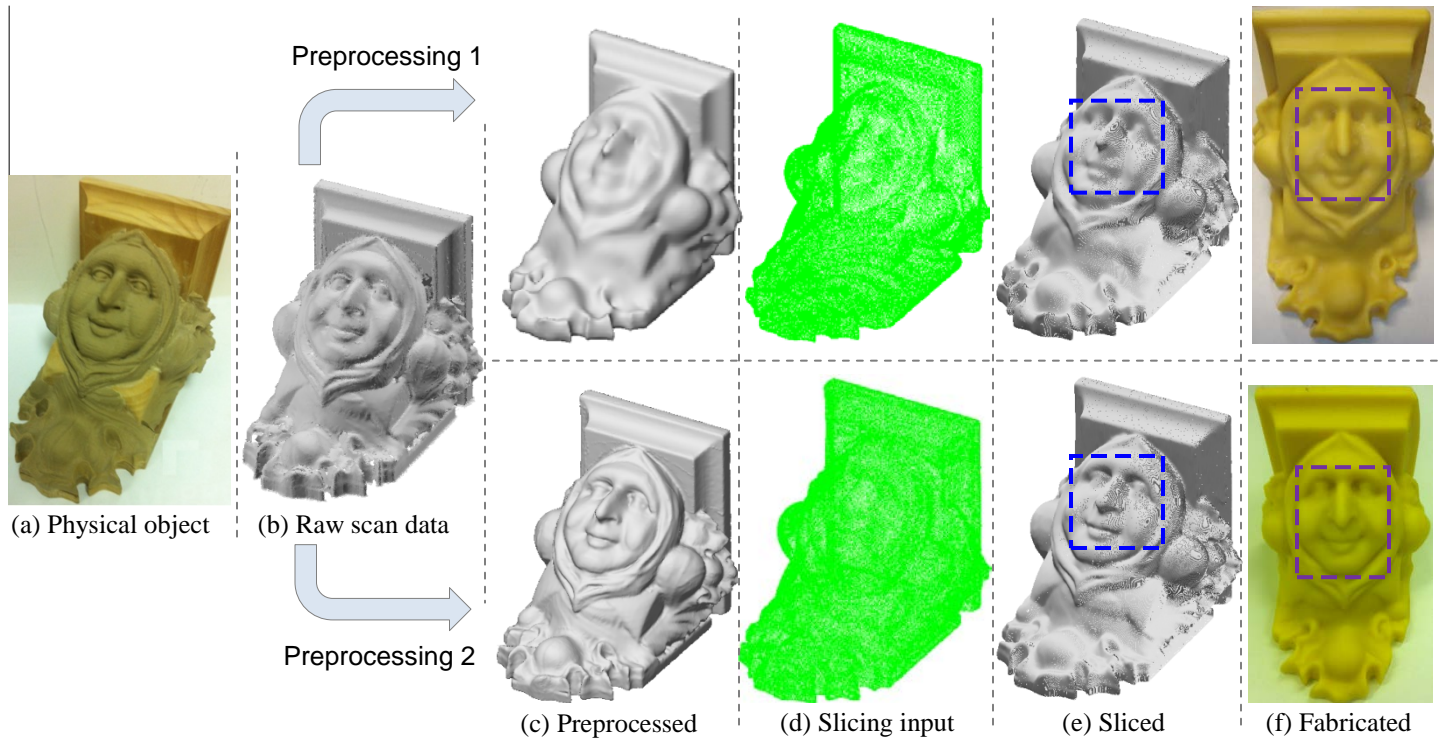 Preprocessing 1
(a) Physical object
(b) Raw scan data
Preprocessing 2
(c) Preprocessed
(d) Slicing input
(e) Sliced
(f) Fabricated